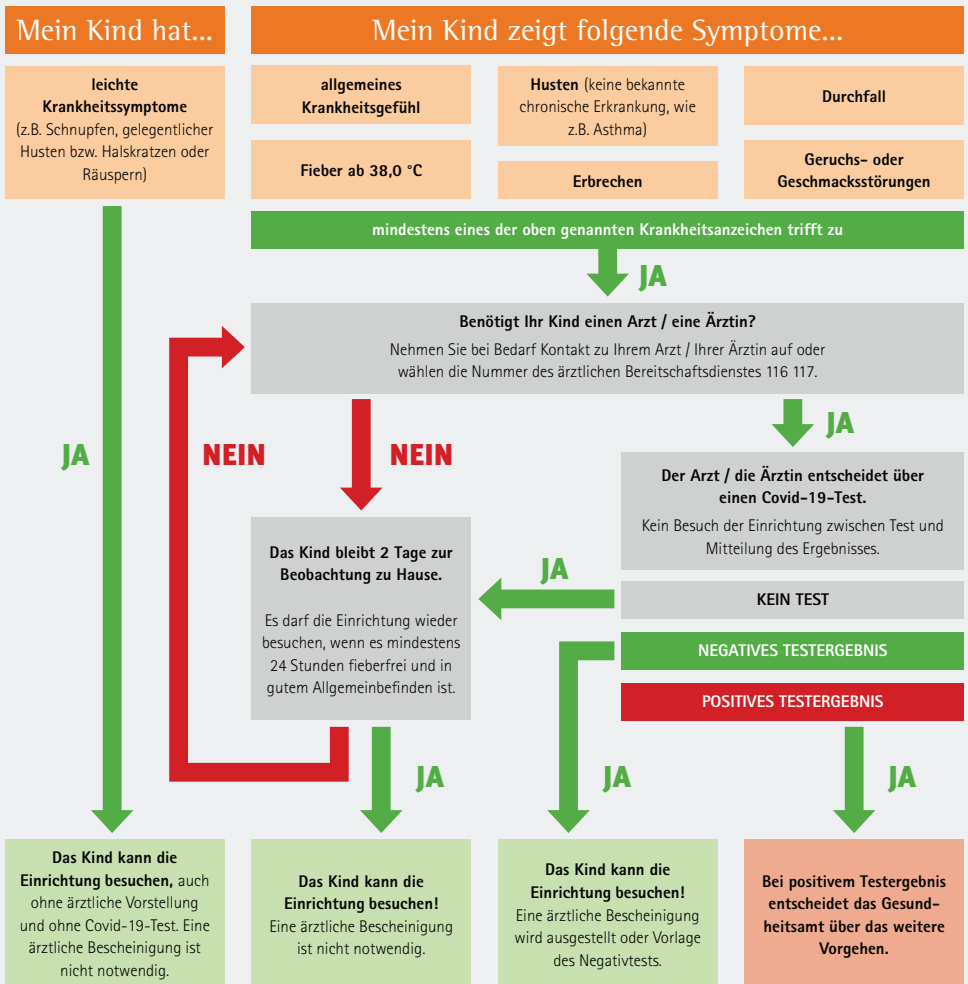 Mein Kind hat...
Mein Kind zeigt folgende Symptome...
leichte
Krankheitssymptome
(z.B. Schnupfen, gelegentlicher
Husten bzw. Halskratzen oder
Räuspern)
allgemeines
Krankheitsgefühl
Husten (keine bekannte
chronische Erkrankung, wie
z.B. Asthma)
Durchfall
Fieber ab 38,0 °C
Erbrechen
Geruchs- oder
Geschmacksstörungen
mindestens eines der oben genannten Krankheitsanzeichen trifft zu
JA
Benötigt Ihr Kind einen Arzt / eine Ärztin?
Nehmen Sie bei Bedarf Kontakt zu Ihrem Arzt / Ihrer Ärztin auf oder
wählen die Nummer des ärztlichen Bereitschaftsdienstes 116 117.
JA
NEIN
NEIN
JA
Der Arzt / die Ärztin entscheidet über
einen Covid-19-Test.
Kein Besuch der Einrichtung zwischen Test und
Mitteilung des Ergebnisses.
Das Kind bleibt 2 Tage zur
Beobachtung zu Hause.
Es darf die Einrichtung wieder
besuchen, wenn es mindestens
24 Stunden fieberfrei und in
gutem Allgemeinbefinden ist.
JA
KEIN TEST
NEGATIVES TESTERGEBNIS
POSITIVES TESTERGEBNIS
JA
JA
JA
Das Kind kann die
Einrichtung besuchen, auch
ohne ärztliche Vorstellung
und ohne Covid-19-Test. Eine
ärztliche Bescheinigung ist
nicht notwendig.
Das Kind kann die
Einrichtung besuchen!
Eine ärztliche Bescheinigung
ist nicht notwendig.
Das Kind kann die
Einrichtung besuchen!
Eine ärztliche Bescheinigung
wird ausgestellt oder Vorlage
des Negativtests.
Bei positivem Testergebnis
entscheidet das Gesund-
heitsamt über das weitere
Vorgehen.